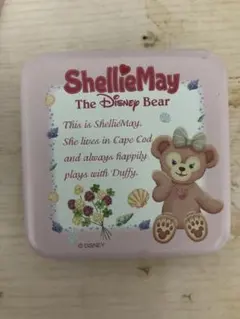 ShellieMay
The Disney Bear
This is ShellieMay.
She lives in Cape Cod
and always happily
plays with Duffy.
© DISNEY